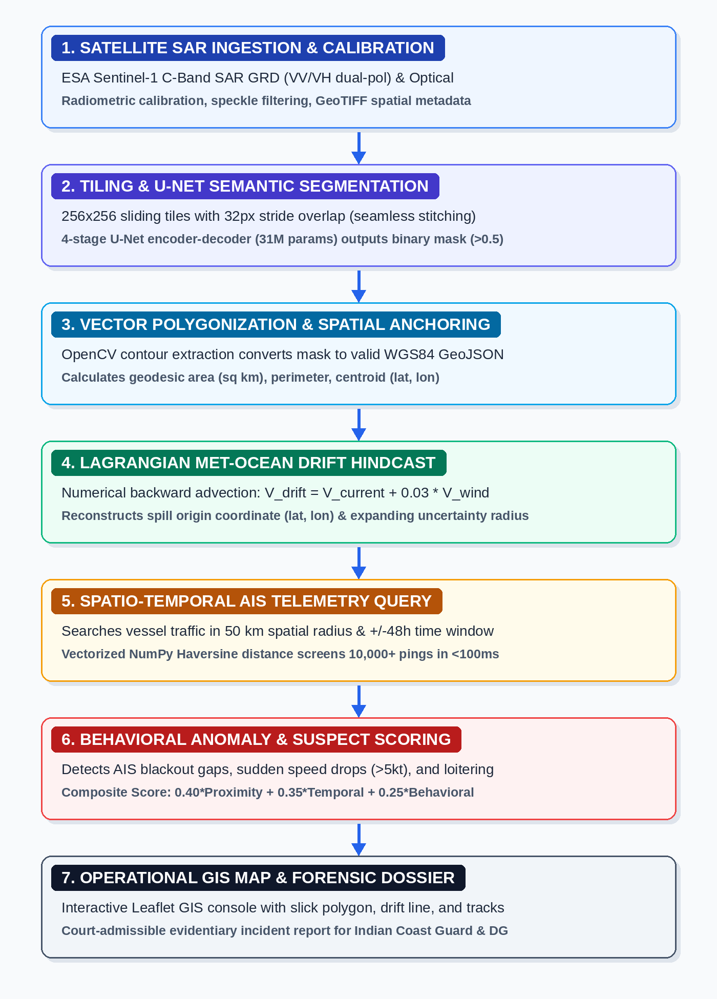 1. SATELLITE SAR INGESTION & CALIBRATION
ESA Sentinel-1 C-Band SAR GRD (VV/VH dual-pol) & Optical
Radiometric calibration, speckle filtering, GeoTIFF spatial metadata
2. TILING & U-NET SEMANTIC SEGMENTATION
256x256 sliding tiles with 32px stride overlap (seamless stitching)
4-stage U-Net encoder-decoder (31M params) outputs binary mask (>0.5)
3. VECTOR POLYGONIZATION & SPATIAL ANCHORING
OpenCV contour extraction converts mask to valid WGS84 GeoJSON
Calculates geodesic area (sq km), perimeter, centroid (lat, lon)
4. LAGRANGIAN MET-OCEAN DRIFT HINDCAST
Numerical backward advection: V_drift = V_current + 0.03 * V_wind
Reconstructs spill origin coordinate (lat, lon) & expanding uncertainty radius
5. SPATIO-TEMPORAL AIS TELEMETRY QUERY
Searches vessel traffic in 50 km spatial radius & +/-48h time window
Vectorized NumPy Haversine distance screens 10,000+ pings in <100ms
6. BEHAVIORAL ANOMALY & SUSPECT SCORING
Detects AIS blackout gaps, sudden speed drops (>5kt), and loitering
Composite Score: 0.40*Proximity + 0.35*Temporal + 0.25*Behavioral
7. OPERATIONAL GIS MAP & FORENSIC DOSSIER
Interactive Leaflet GIS console with slick polygon, drift line, and tracks
Court-admissible evidentiary incident report for Indian Coast Guard & DG